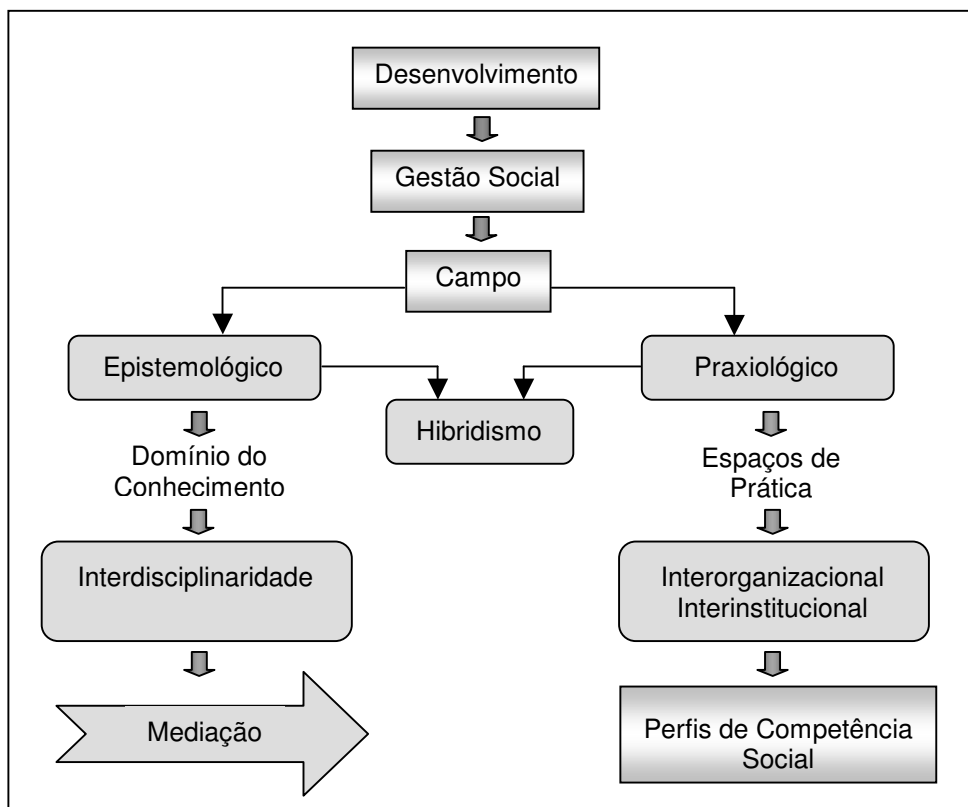 Desenvolvimento
Gestão Social
Campo
Epistemológico
Praxiológico
Hibridismo
Domínio do
Conhecimento
Espaços de
Prática
Interdisciplinaridade
Interorganizacional
Interinstitucional
Mediação
Perfis de Competência
Social